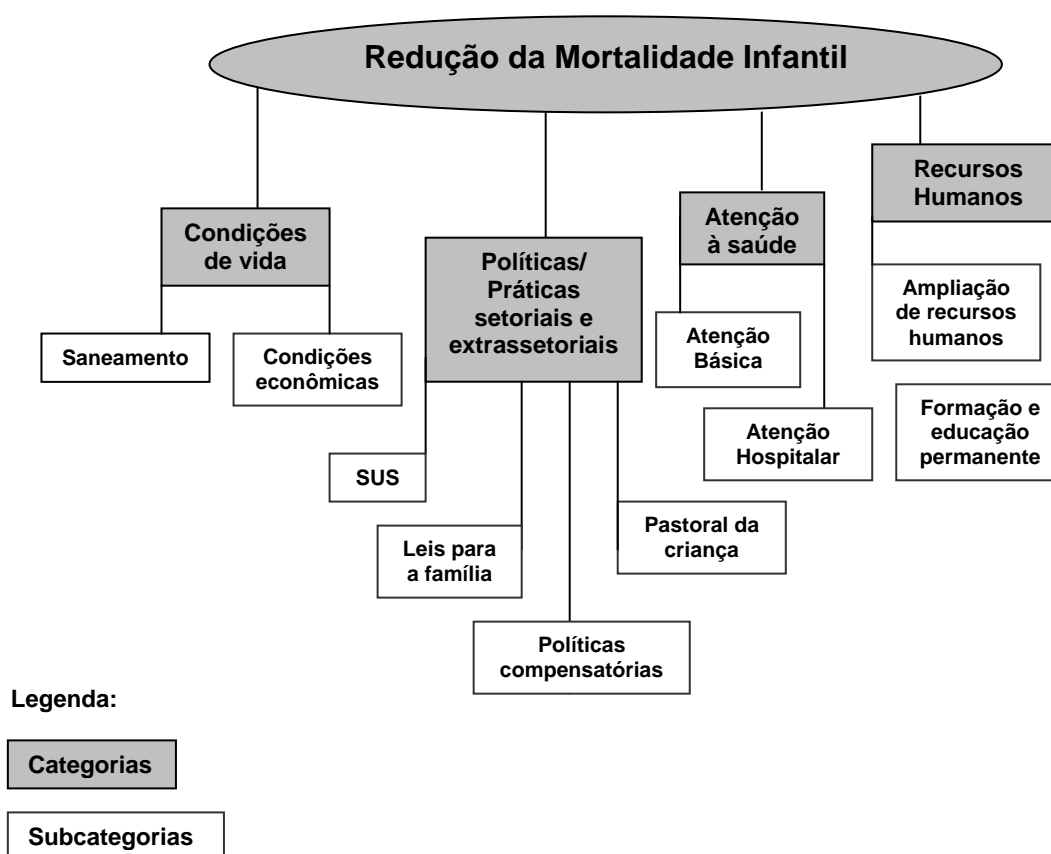 Redução da Mortalidade Infantil
Condições
de vida
Saneamento
Condições
econômicas
Políticas/
Práticas
setoriais e
extrassetoriais
SUS
Leis para
a família
Políticas
compensatórias
Pastoral da
criança
Atenção
à saúde
Atenção
Básica
Atenção
Hospitalar
Recursos
Humanos
Ampliação
de recursos
humanos
Formação e
educação
permanente
Legenda:
Categorias
Subcategorias